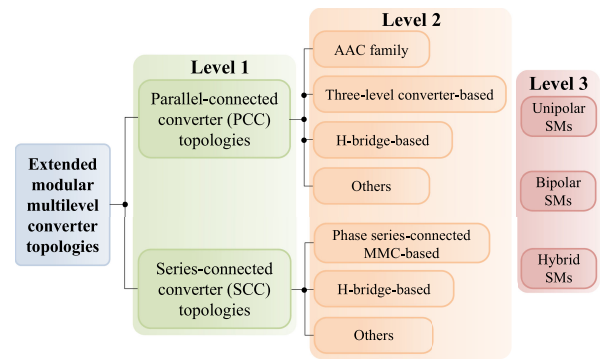 Extended
modular
multilevel
converter
topologies
Level 1
Parallel-connected
converter (PCC)
topologies
Series-connected
converter (SCC)
topologies
Level 2
AAC family
Three-level converter-based
H-bridge-based
Others
Phase series-connected
MMC-based
H-bridge-based
Others
Level 3
Unipolar
SMs
Bipolar
SMs
Hybrid
SMs